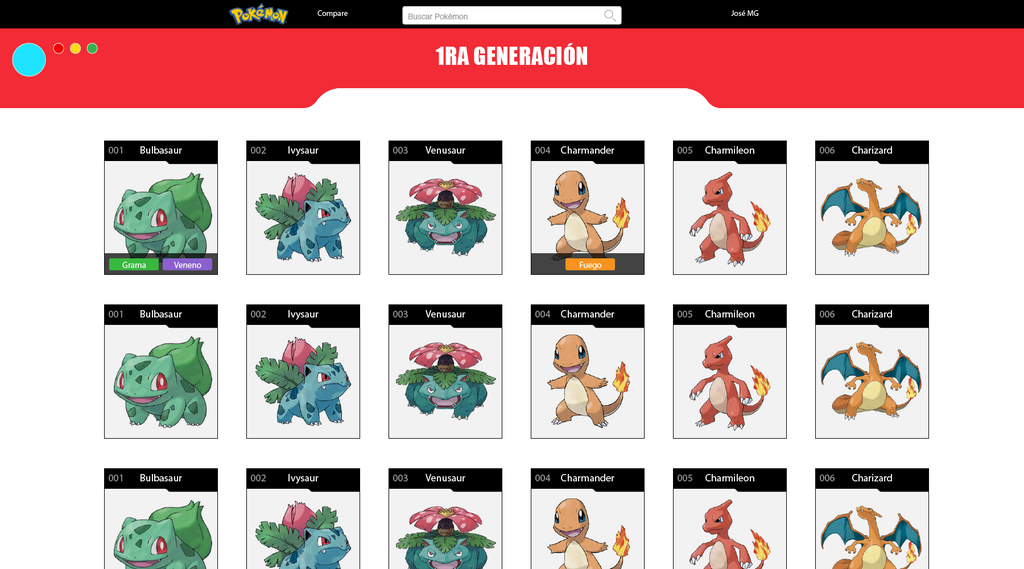 Pokémon
Compare
Buscar Pokémon
José MG
1RA GENERACIÓN
001 Bulbasaur
002 Ivysaur
003 Venusaur
004 Charmander
005 Charmileon
006 Charizard
Grama Veneno
Fuego
001 Bulbasaur
002 Ivysaur
003 Venusaur
004 Charmander
005 Charmileon
006 Charizard
001 Bulbasaur
002 Ivysaur
003 Venusaur
004 Charmander
005 Charmileon
006 Charizard